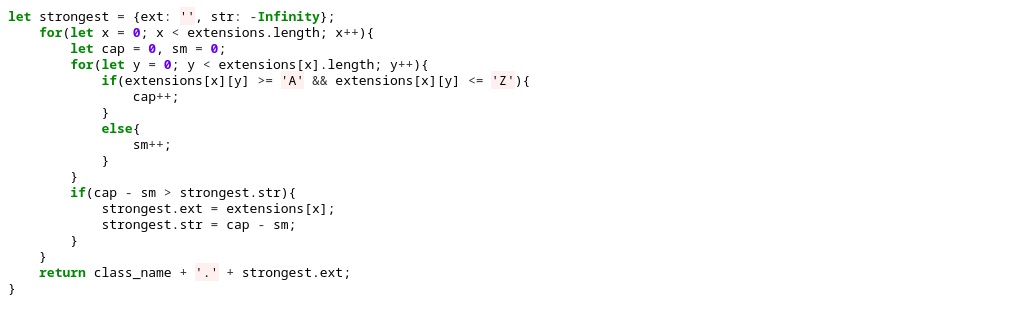 let strongest = {ext: '', str: -Infinity};
    for(let x = 0; x < extensions.length; x++){
        let cap = 0, sm = 0;
        for(let y = 0; y < extensions[x].length; y++){
            if(extensions[x][y] >= 'A' && extensions[x][y] <= 'Z'){
                cap++;
            }
            else{
                sm++;
            }
        }
        if(cap - sm > strongest.str){
            strongest.ext = extensions[x];
            strongest.str = cap - sm;
        }
    }
    return class_name + '.' + strongest.ext;
}